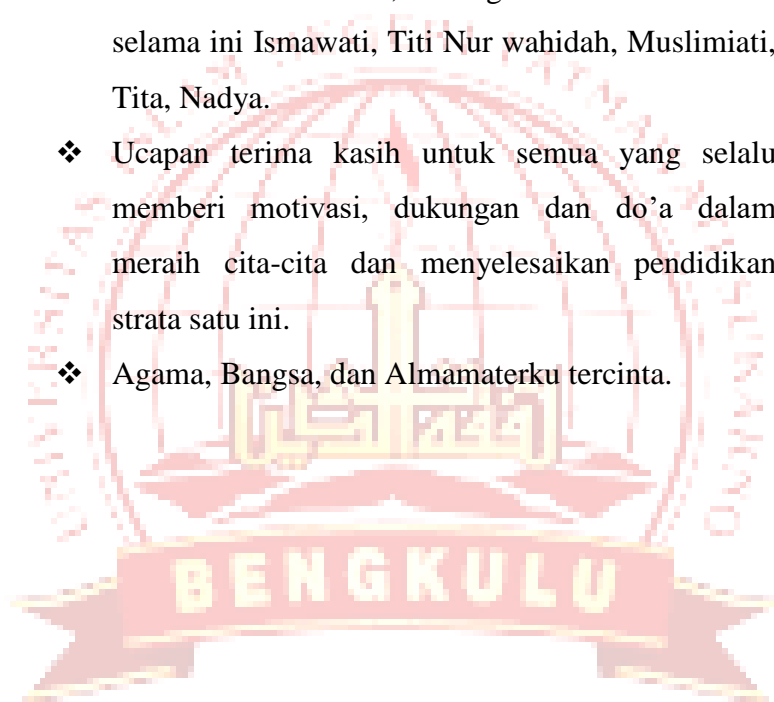 selama ini Ismawati, Titi Nur wahidah, Muslimiati,
Tita, Nadya.
❖ Ucapan terima kasih untuk semua yang selalu
memberi motivasi, dukungan dan do’a dalam
meraih cita-cita dan menyelesaikan pendidikan
strata satu ini.
❖ Agama, Bangsa, dan Almamaterku tercinta.
BENGKULU